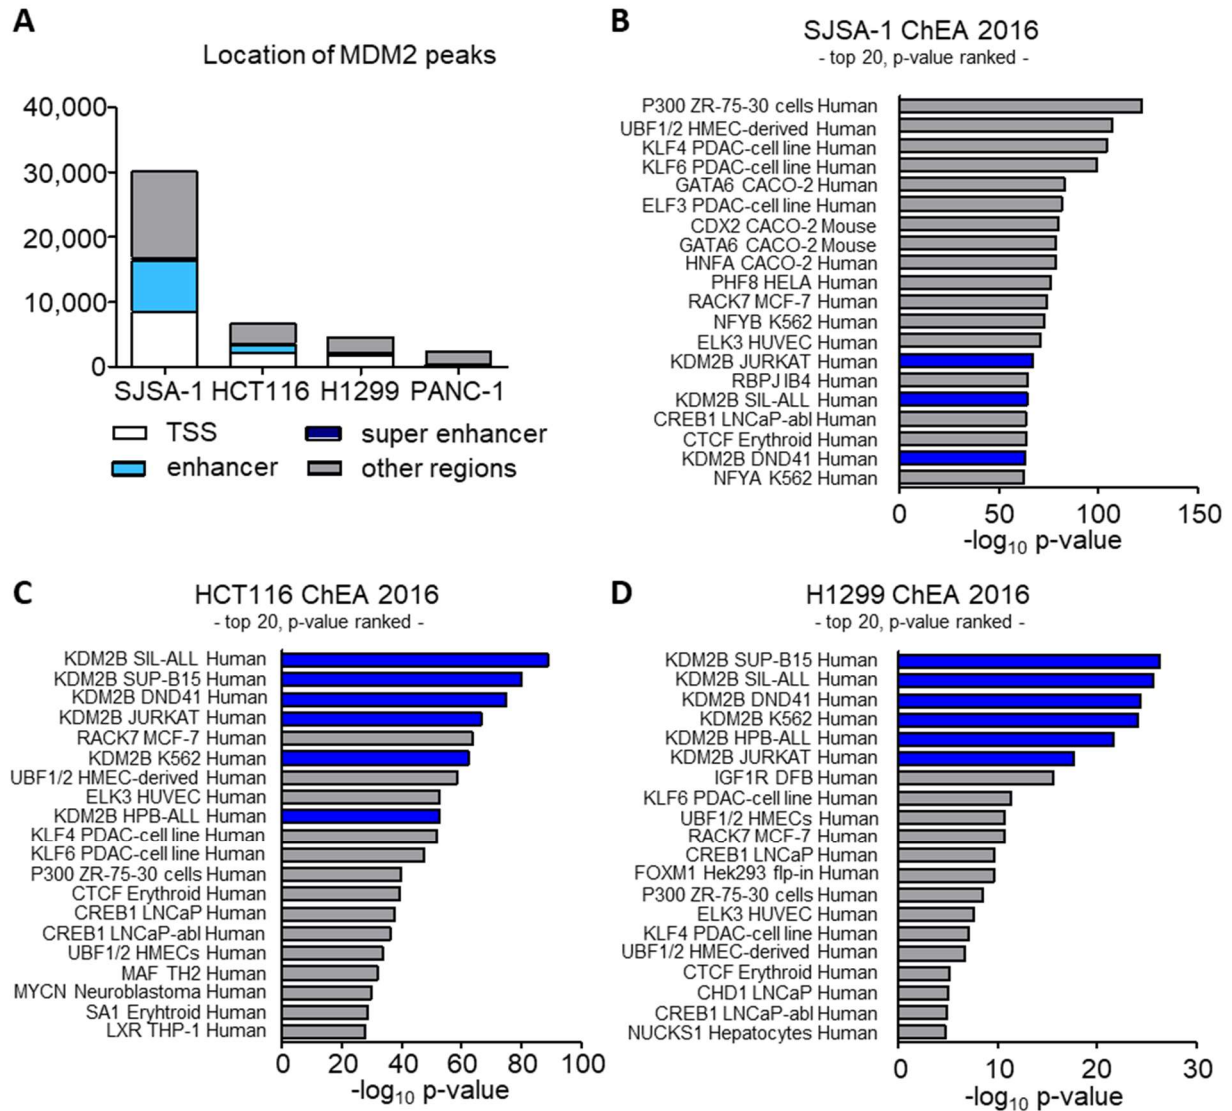 A
Location of MDM2 peaks
40,000
30,000
20,000
10,000
0
SJSA-1 HCT116 H1299 PANC-1
TSS
super enhancer
enhancer
other regions
B
SJSA-1 ChEA 2016
- top 20, p-value ranked -
P300 ZR-75-30 cells Human
UBF1/2 HMEC-derived Human
KLF4 PDAC-cell line Human
KLF6 PDAC-cell line Human
GATA6 CACO-2 Human
ELF3 PDAC-cell line Human
CDX2 CACO-2 Mouse
GATA6 CACO-2 Mouse
HNFA CACO-2 Human
PHF8 HELA Human
RACK7 MCF-7 Human
NFYB K562 Human
ELK3 HUVEC Human
KDM2B JURKAT Human
RBPJ IB4 Human
KDM2B SIL-ALL Human
CREB1 LNCaP-abl Human
CTCF Erythroid Human
KDM2B DND41 Human
NFYA K562 Human
0 50 100 150
-log10 p-value
C
HCT116 ChEA 2016
- top 20, p-value ranked -
KDM2B SIL-ALL Human
KDM2B SUP-B15 Human
KDM2B DND41 Human
KDM2B JURKAT Human
RACK7 MCF-7 Human
KDM2B K562 Human
UBF1/2 HMEC-derived Human
ELK3 HUVEC Human
KDM2B HPB-ALL Human
KLF4 PDAC-cell line Human
KLF6 PDAC-cell line Human
P300 ZR-75-30 cells Human
CTCF Erythroid Human
CREB1 LNCaP Human
CREB1 LNCaP-abl Human
UBF1/2 HMECs Human
MAF TH2 Human
MYCN Neuroblastoma Human
SA1 Eryhtroid Human
LXR THP-1 Human
0 20 40 60 80 100
-log10 p-value
D
H1299 ChEA 2016
- top 20, p-value ranked -
KDM2B SUP-B15 Human
KDM2B SIL-ALL Human
KDM2B DND41 Human
KDM2B K562 Human
KDM2B HPB-ALL Human
KDM2B JURKAT Human
IGF1R DFB Human
KLF6 PDAC-cell line Human
UBF1/2 HMECs Human
RACK7 MCF-7 Human
CREB1 LNCaP Human
FOXM1 Hek293 flp-in Human
P300 ZR-75-30 cells Human
ELK3 HUVEC Human
KLF4 PDAC-cell line Human
UBF1/2 HMEC-derived Human
CTCF Erythroid Human
CHD1 LNCaP Human
CREB1 LNCaP-abl Human
NUCKS1 Hepatocytes Human
0 10 20 30
-log10 p-value